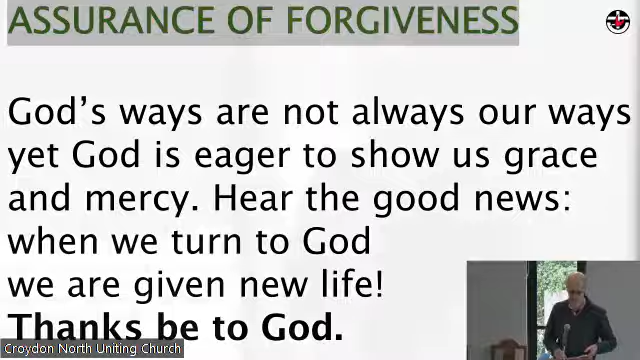 ASSURANCE OF FORGIVENESS
God's ways are not always our ways
yet God is eager to show us grace
and mercy. Hear the good news:
when we turn to God
we are given new life!
Thanks be to God.
Croydon North Uniting Church